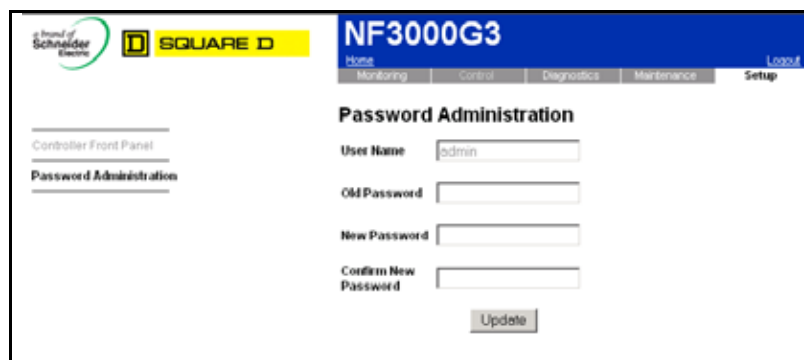 a brand of
Schneider
Electric
D SQUARE D
NF3000G3
Home
Logout
Monitoring Control Diagnostics Maintenance Setup
Controller Front Panel
Password Administration
Password Administration
User Name admin
Old Password
New Password
Confirm New
Password
Update